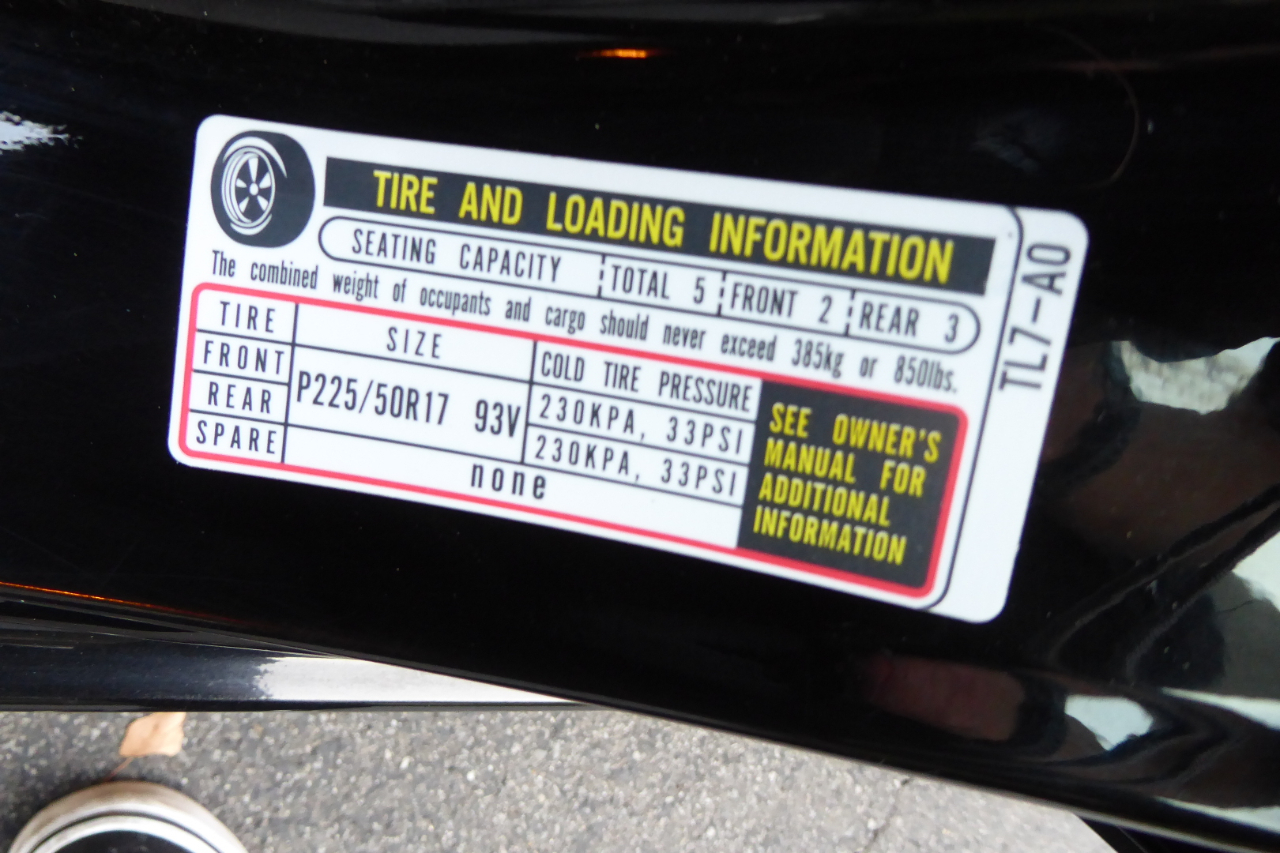 TIRE AND LOADING INFORMATION
SEATING CAPACITY TOTAL 5 FRONT 2 REAR 3
The combined weight of occupants and cargo should never exceed 385kg or 850lbs.
TIRE SIZE COLD TIRE PRESSURE
FRONT P225/50R17 93V 230KPA, 33PSI
REAR 230KPA, 33PSI
SPARE none
SEE OWNER'S
MANUAL FOR
ADDITIONAL
INFORMATION
TL7-A0